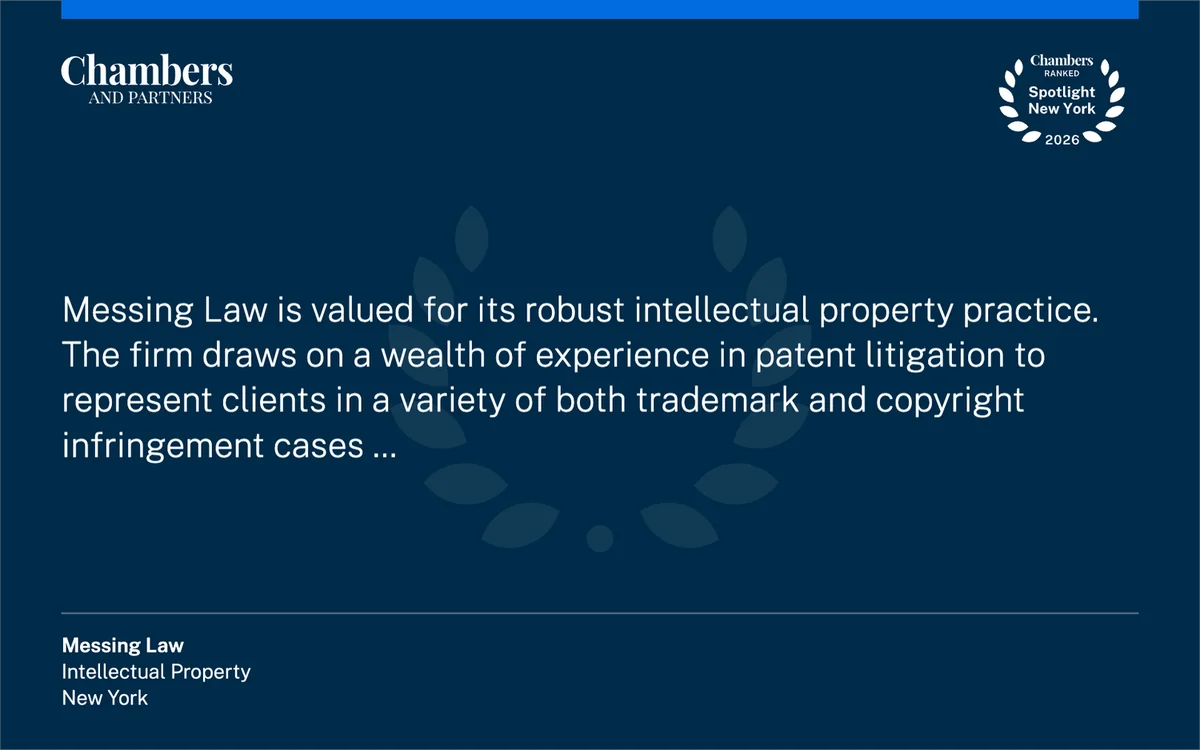 Chambers
AND PARTNERS
Chambers
RANKED
Spotlight
New York
2026
Messing Law is valued for its robust intellectual property practice.
The firm draws on a wealth of experience in patent litigation to
represent clients in a variety of both trademark and copyright
infringement cases ...
Messing Law
Intellectual Property
New York